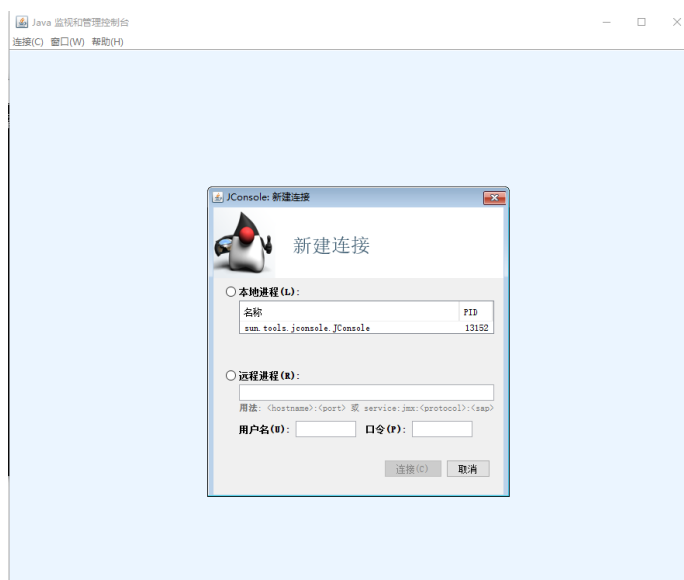 Java 监视和管理控制台
连接(C) 窗口(W) 帮助(H)
JConsole: 新建连接
新建连接
本地进程(L):
名称 PID
sun.tools.jconsole.JConsole 13152
远程进程(R):
用法: <hostname>:<port> 或 service:jmx:<protocol>:<sap>
用户名(U): 口令(P):
连接(C) 取消